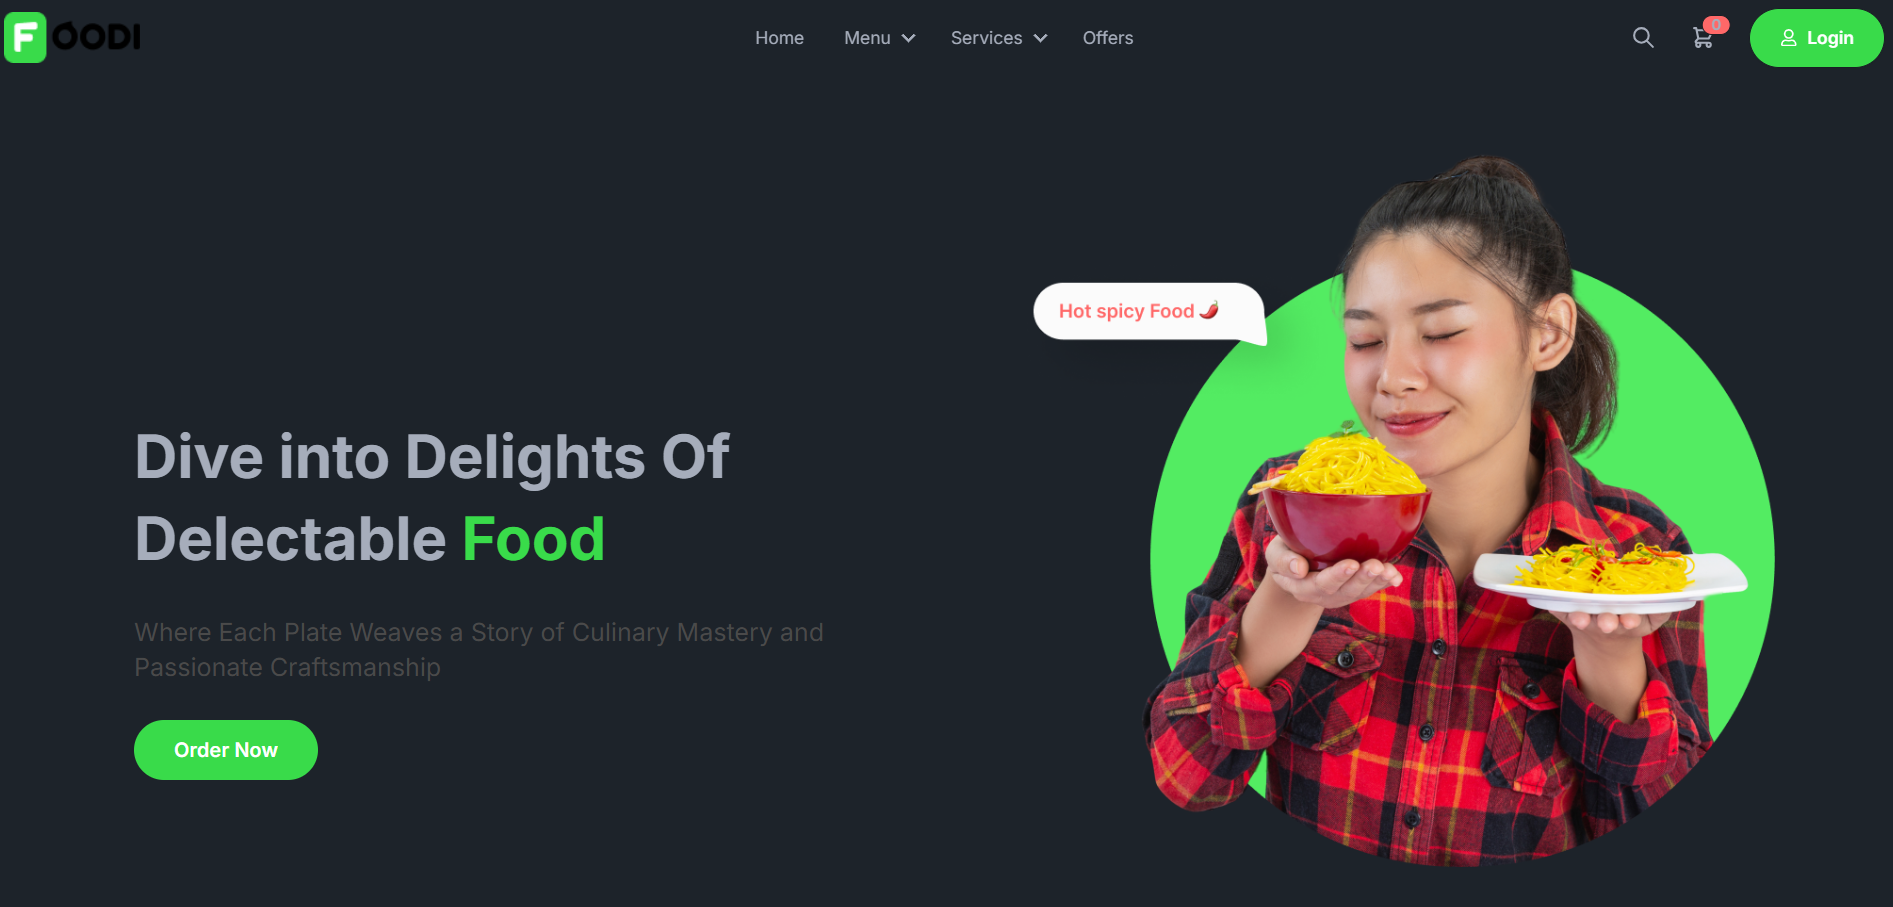 FOODI
Home
Menu
Services
Offers
0
Login
Hot spicy Food🌶️
Dive into Delights Of
Delectable Food
Where Each Plate Weaves a Story of Culinary Mastery and
Passionate Craftsmanship
Order Now